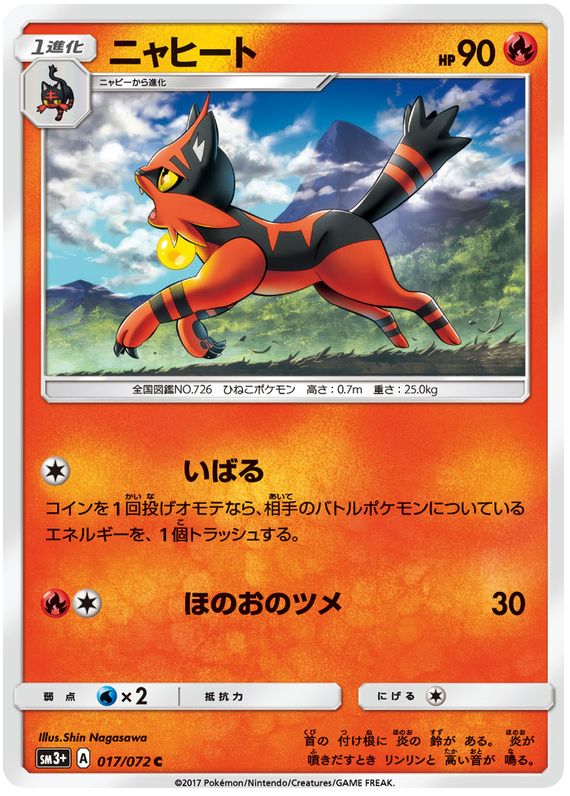 1進化
ニャヒート
HP 90
ニャビーから進化
全国図鑑NO.726 ひねこポケモン 高さ：0.7m 重さ：25.0kg
いばる
コインを1回投げオモテなら、相手のバトルポケモンについている
エネルギーを、1個トラッシュする。
ほのおのツメ 30
弱点 ×2 抵抗力 にげる
Illus.Shin Nagasawa
SM3+ A 017/072 C
首の 付け根に 炎の 鈴が ある。 炎が
噴きだすとき リンリンと 高い音が 鳴る。
©2017 Pokémon/Nintendo/Creatures/GAME FREAK.